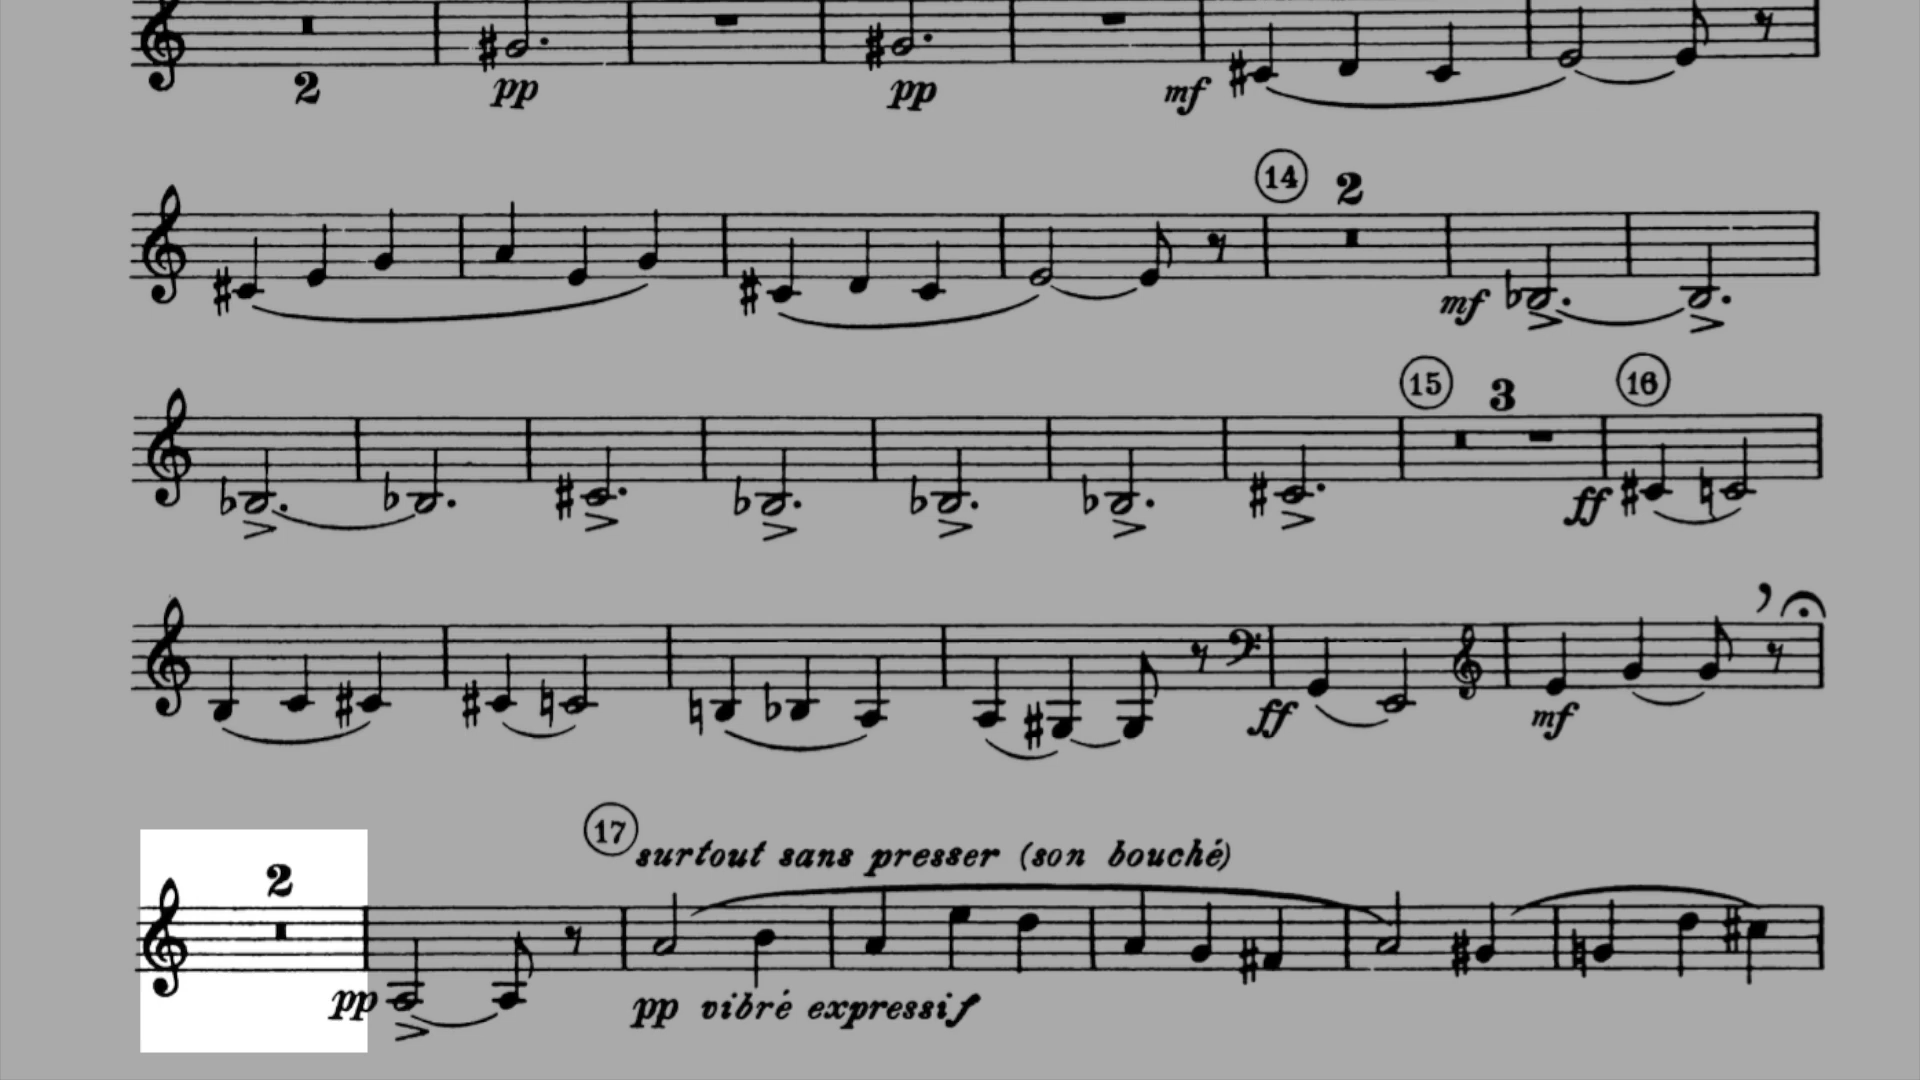 2 pp pp mf
14 2
mf
15 3 16
ff
ff mf
2 17 surtout sans presser (son bouché)
pp pp vibré expressif